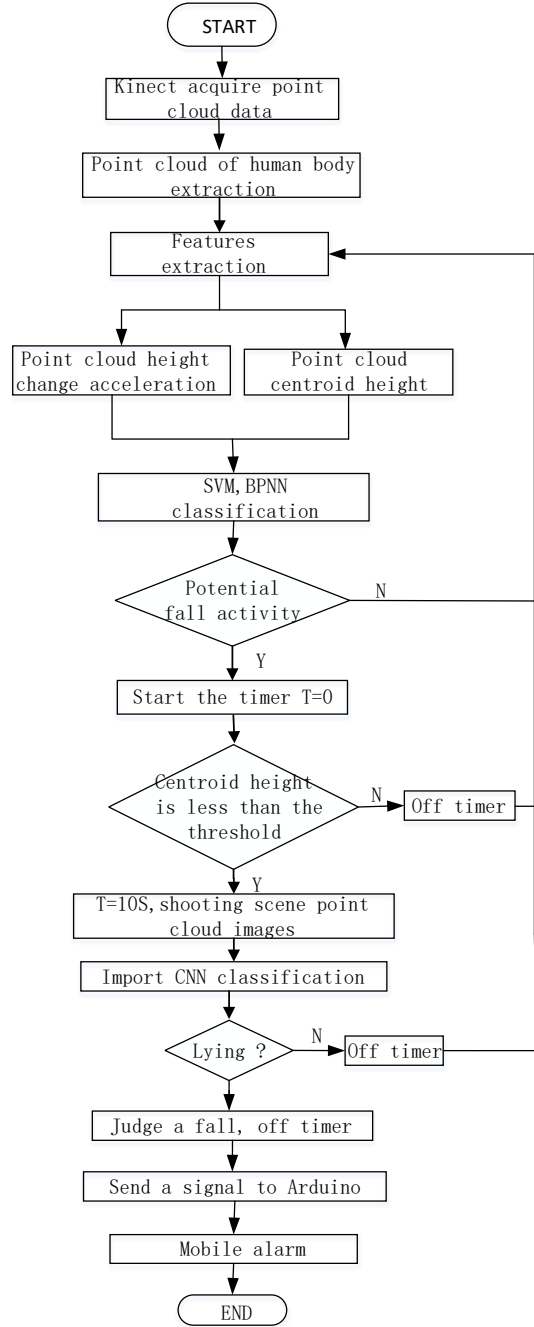 START
Kinect acquire point
cloud data
Point cloud of human body
extraction
Features
extraction
Point cloud height
change acceleration
Point cloud
centroid height
SVM,BPNN
classification
Potential
fall activity
N
Y
Start the timer T=0
Centroid height
is less than the
threshold
N
Off timer
Y
T=10S,shooting scene point
cloud images
Import CNN classification
Lying ?
N
Off timer
Judge a fall, off timer
Send a signal to Arduino
Mobile alarm
END